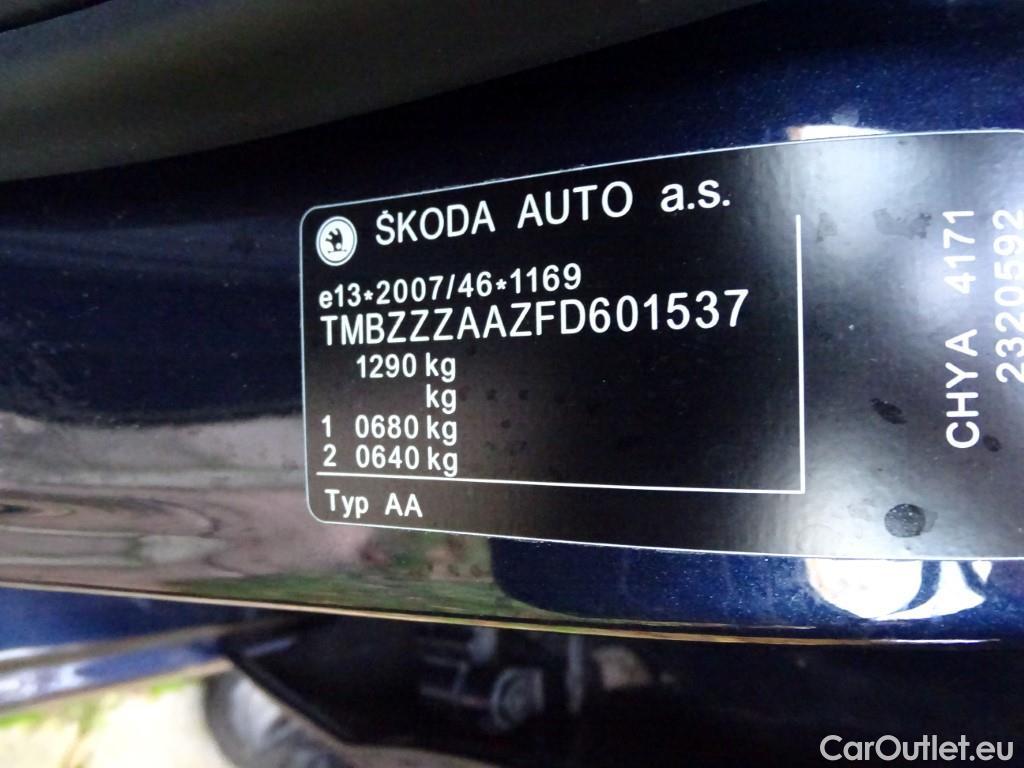 ŠKODA AUTO a.s.
e13*2007/46*1169
TMBZZZAAZFD601537
1290 kg
kg
1 0680 kg
2 0640 kg
Typ AA
CHYA 4171
2320592
CarOutlet.eu